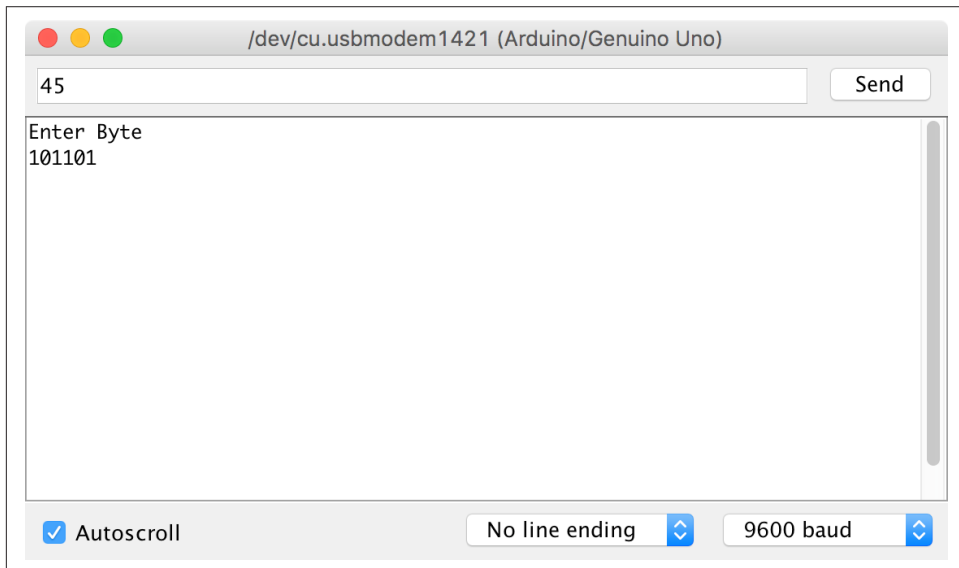 /dev/cu.usbmodem1421 (Arduino/Genuino Uno)
45
Send
Enter Byte
101101
Autoscroll
No line ending
9600 baud